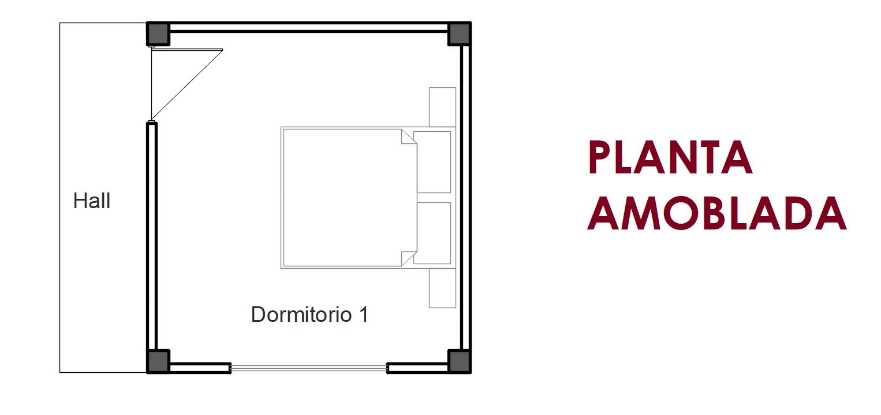 PLANTA
AMOBLADA
Hall
Dormitorio 1